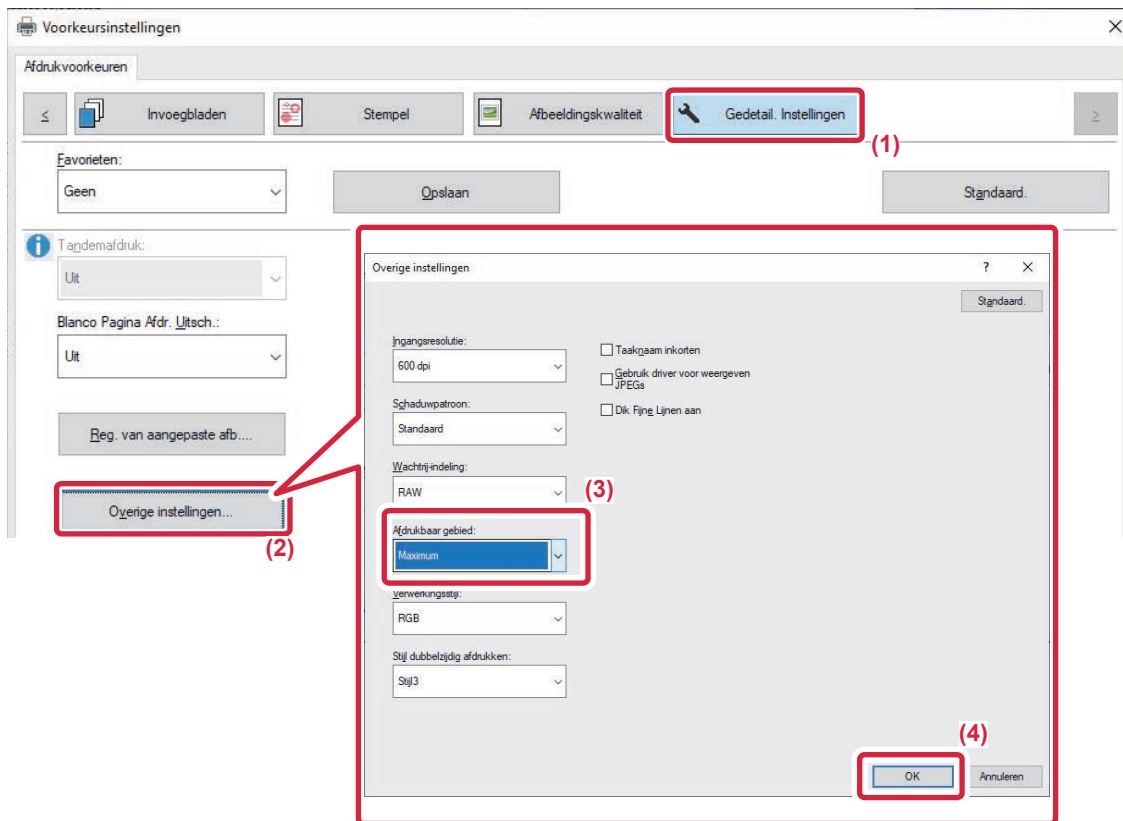 Voorkeursinstellingen
Afdrukvoorkeuren
≤ Invoegbladen Stempel Afbeeldingskwaliteit Gedetail. Instellingen ≥
(1)
Favorieten:
Geen Opslaan Standaard.
Tandemafdruk:
Uit
Blanco Pagina Afdr. Uitsch.:
Uit
Reg. van aangepaste afb....
Overige instellingen...
(2)
Overige instellingen ?
Standaard.
Ingangsresolutie:
600 dpi
Schaduwpatroon:
Standaard
Wachtrij-indeling:
RAW
(3)
Afdrukbaar gebied:
Maximum
Verwerkingsstijl:
RGB
Stijl dubbelzijdig afdrukken:
Stijl3
Taaknaam inkorten
Gebruik driver voor weergeven
JPEGs
Dik Fijne Lijnen aan
(4)
OK Annuleren